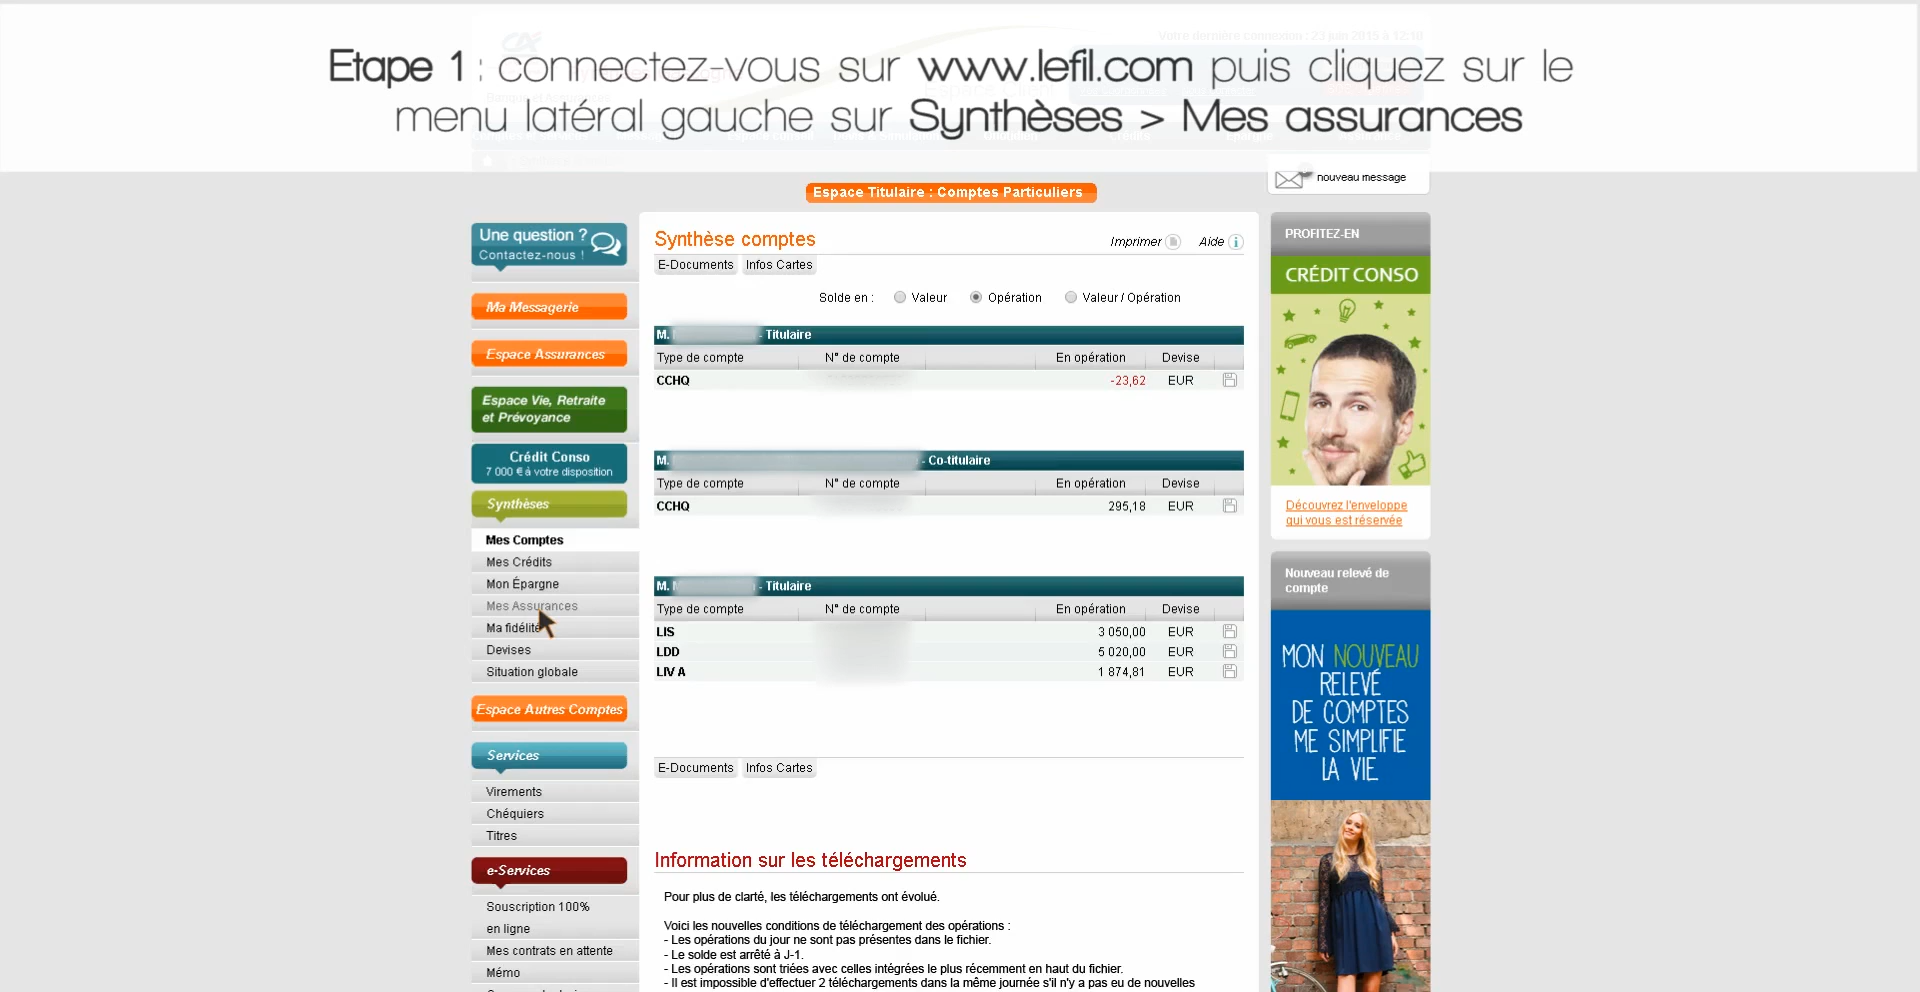 Votre dernière connexion : 23 juin 2015 à 12:18
Etape 1 : connectez-vous sur www.lefil.com puis cliquez sur le
menu latéral gauche sur Synthèses > Mes assurances
nouveau message
Espace Titulaire : Comptes Particuliers
Une question ?
Contactez-nous !
Ma Messagerie
Espace Assurances
Espace Vie, Retraite
et Prévoyance
Crédit Conso
7 000 € à votre disposition
Synthèses
Mes Comptes
Mes Crédits
Mon Épargne
Mes Assurances
Ma fidélité
Devises
Situation globale
Espace Autres Comptes
Services
Virements
Chéquiers
Titres
e-Services
Souscription 100%
en ligne
Mes contrats en attente
Mémo
Synthèse comptes
Imprimer Aide
E-Documents Infos Cartes
Solde en : Valeur Opération Valeur / Opération
M. - Titulaire
Type de compte N° de compte En opération Devise
CCHQ -23,62 EUR
M. - Co-titulaire
Type de compte N° de compte En opération Devise
CCHQ 295,18 EUR
M. - Titulaire
Type de compte N° de compte En opération Devise
LIS 3 050,00 EUR
LDD 5 020,00 EUR
LIV A 1 874,81 EUR
E-Documents Infos Cartes
Information sur les téléchargements
Pour plus de clarté, les téléchargements ont évolué.
Voici les nouvelles conditions de téléchargement des opérations :
- Les opérations du jour ne sont pas présentes dans le fichier.
- Le solde est arrêté à J-1.
- Les opérations sont triées avec celles intégrées le plus récemment en haut du fichier.
- Il est impossible d'effectuer 2 téléchargements dans la même journée s'il n'y a pas eu de nouvelles
PROFITEZ-EN
CRÉDIT CONSO
Découvrez l'enveloppe
qui vous est réservée
Nouveau relevé de
compte
MON NOUVEAU
RELEVÉ
DE COMPTES
ME SIMPLIFIE
LA VIE